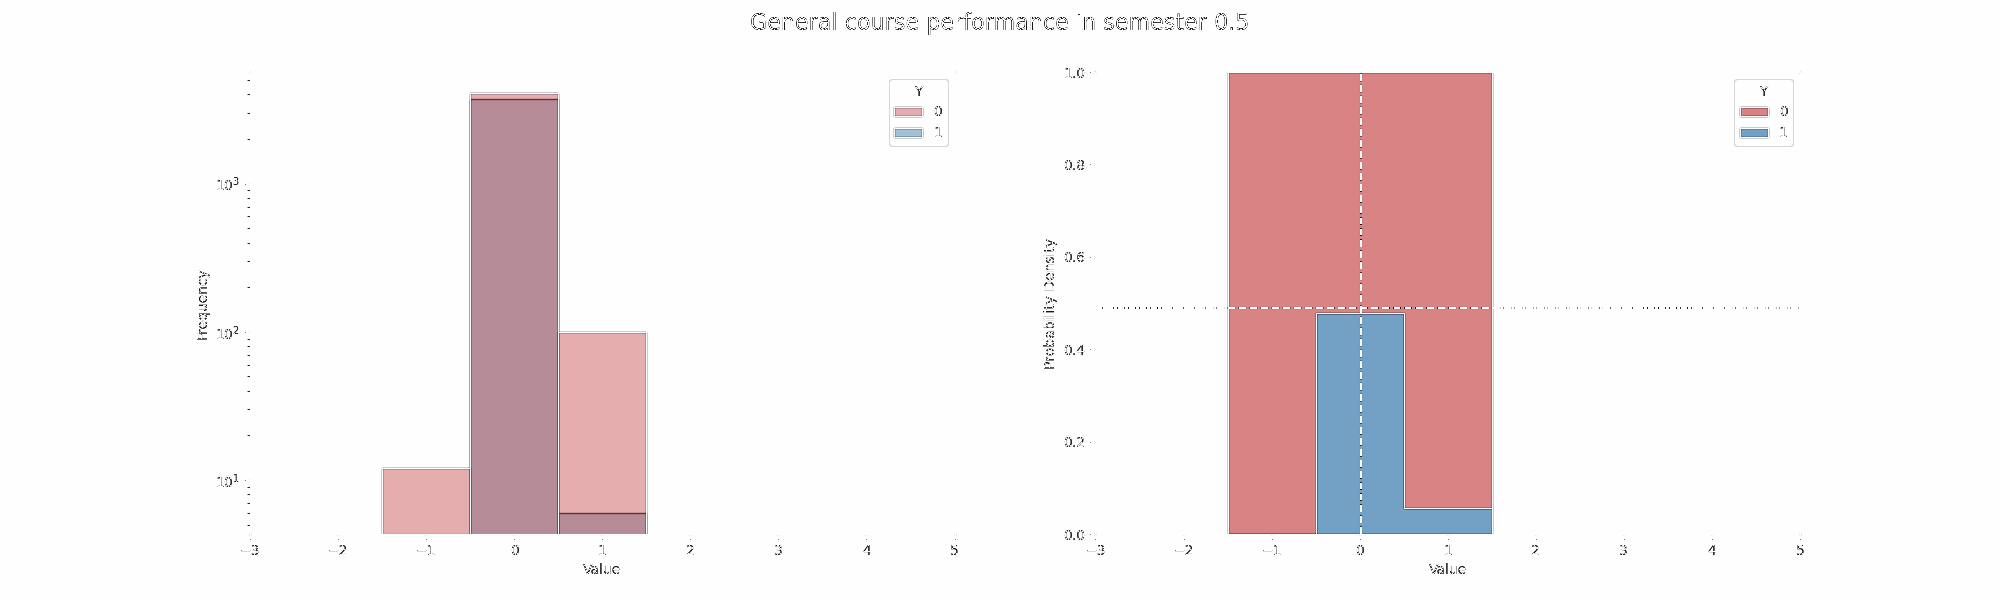 General course performance in semester 0.5
Y
0
1
10³
10²
10¹
Frequency
−3 −2 −1 0 1 2 3 4 5
Value
Y
0
1
1.0
0.8
0.6
0.4
0.2
0.0
Probability Density
−3 −2 −1 0 1 2 3 4 5
Value